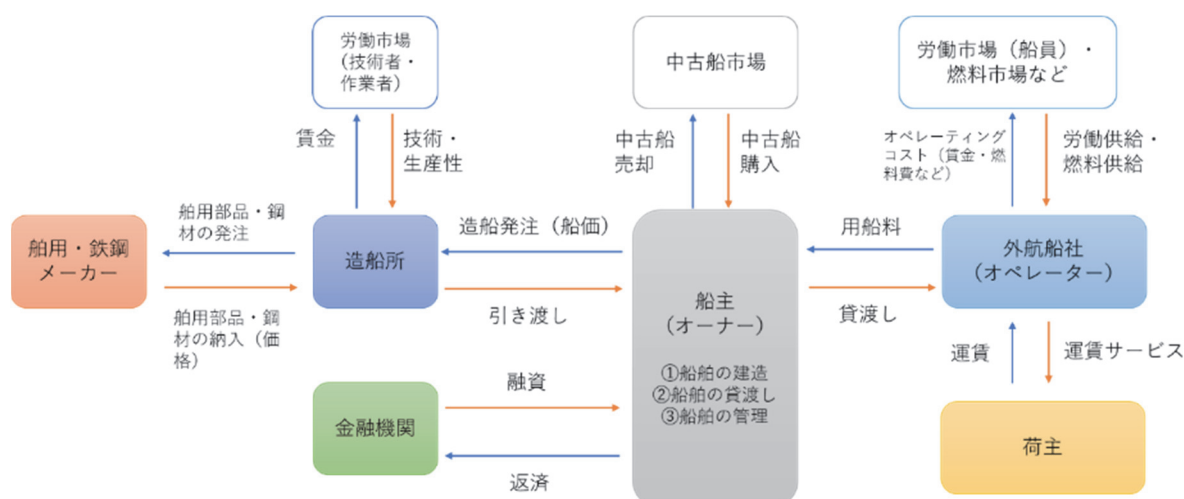 労働市場
（技術者・
作業者）
中古船市場
労働市場（船員）・
燃料市場など
賃金
技術・
生産性
中古船
売却
中古船
購入
オペレーティング
コスト（賃金・燃
料費など）
労働供給・
燃料供給
舶用・鉄鋼
メーカー
舶用部品・鋼
材の発注
舶用部品・鋼
材の納入（価
格）
造船所
造船発注（船価）
引き渡し
船主
（オーナー）
①船舶の建造
②船舶の貸渡し
③船舶の管理
用船料
貸渡し
外航船社
（オペレーター）
運賃
運賃サービス
金融機関
融資
返済
荷主